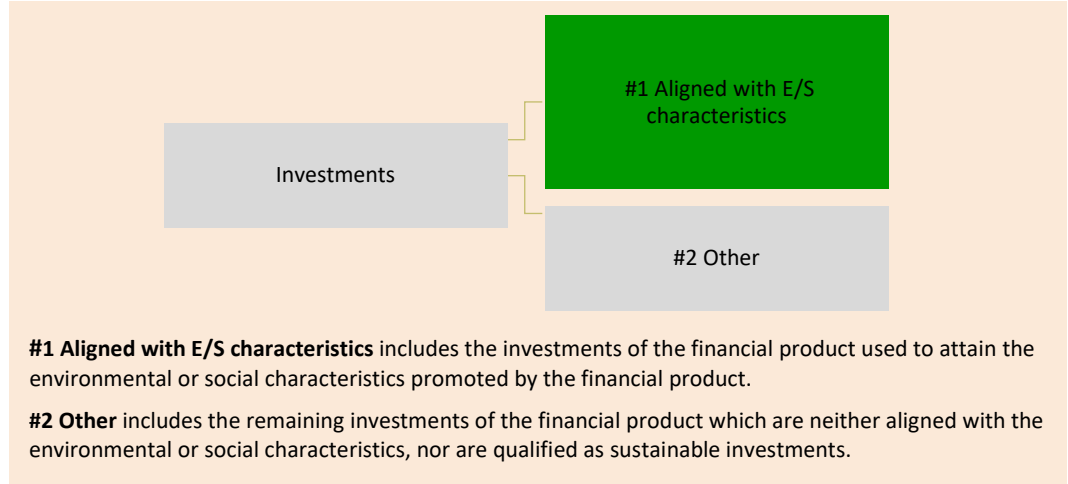 #1 Aligned with E/S
characteristics
Investments
#2 Other
#1 Aligned with E/S characteristics includes the investments of the financial product used to attain the
environmental or social characteristics promoted by the financial product.
#2 Other includes the remaining investments of the financial product which are neither aligned with the
environmental or social characteristics, nor are qualified as sustainable investments.